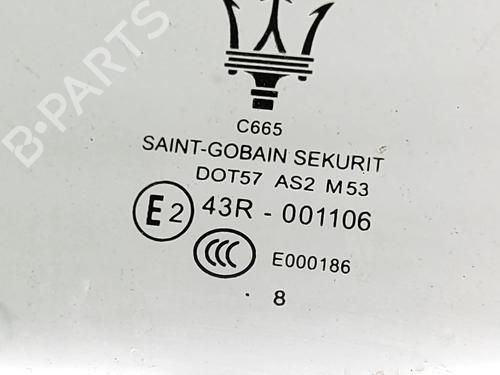 B-PARTS
C665
SAINT-GOBAIN SEKURIT
DOT57 AS2 M53
E2 43R - 001106
CCC E000186
. 8